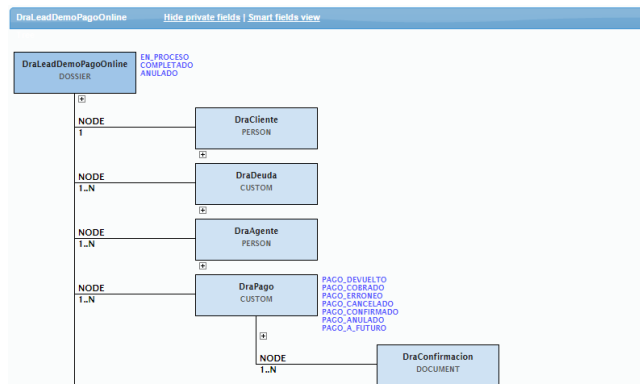 DraLeadDemoPagoOnline Hide private fields | Smart fields view
DraLeadDemoPagoOnline
DOSSIER
EN_PROCESO
COMPLETADO
ANULADO
NODE
1
DraCliente
PERSON
NODE
1..N
DraDeuda
CUSTOM
NODE
1..N
DraAgente
PERSON
NODE
1..N
DraPago
CUSTOM
PAGO_DEVUELTO
PAGO_COBRADO
PAGO_ERRONEO
PAGO_CANCELADO
PAGO_CONFIRMADO
PAGO_ANULADO
PAGO_A_FUTURO
NODE
1..N
DraConfirmacion
DOCUMENT